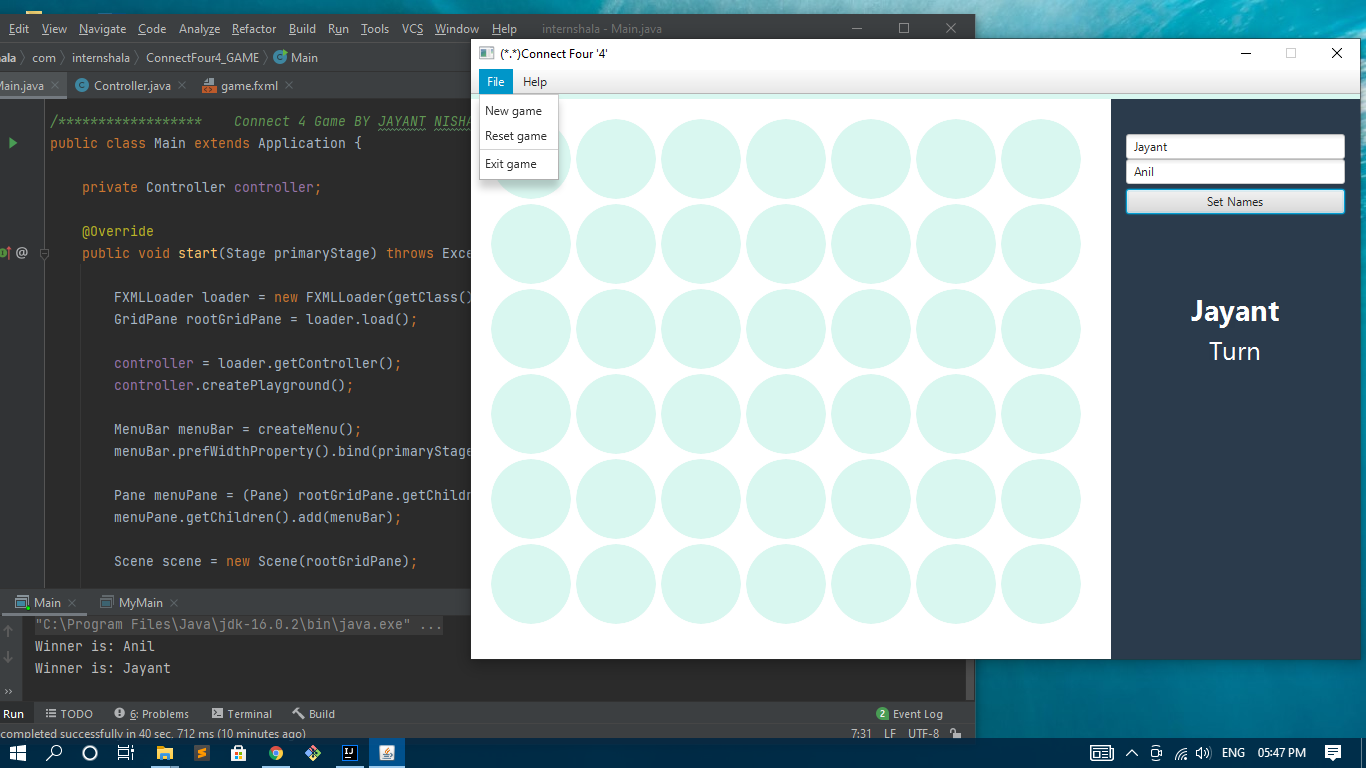 Edit View Navigate Code Analyze Refactor Build Run Tools VCS Window Help internshala - Main.java
ala com internshala ConnectFour4_GAME Main
Main.java Controller.java game.fxml
/****************** Connect 4 Game BY JAYANT NISHA
public class Main extends Application {
private Controller controller;
@Override
public void start(Stage primaryStage) throws Exce
FXMLLoader loader = new FXMLLoader(getClass()
GridPane rootGridPane = loader.load();
controller = loader.getController();
controller.createPlayground();
MenuBar menuBar = createMenu();
menuBar.prefWidthProperty().bind(primaryStage
Pane menuPane = (Pane) rootGridPane.getChildr
menuPane.getChildren().add(menuBar);
Scene scene = new Scene(rootGridPane);
(*.*)Connect Four '4'
File Help
New game
Reset game
Exit game
Jayant
Anil
Set Names
Jayant
Turn
Main MyMain
"C:\Program Files\Java\jdk-16.0.2\bin\java.exe" ...
Winner is: Anil
Winner is: Jayant
Run TODO 6: Problems Terminal Build 2 Event Log
completed successfully in 40 sec, 712 ms (10 minutes ago) 7:31 LF UTF-8
ENG 05:47 PM